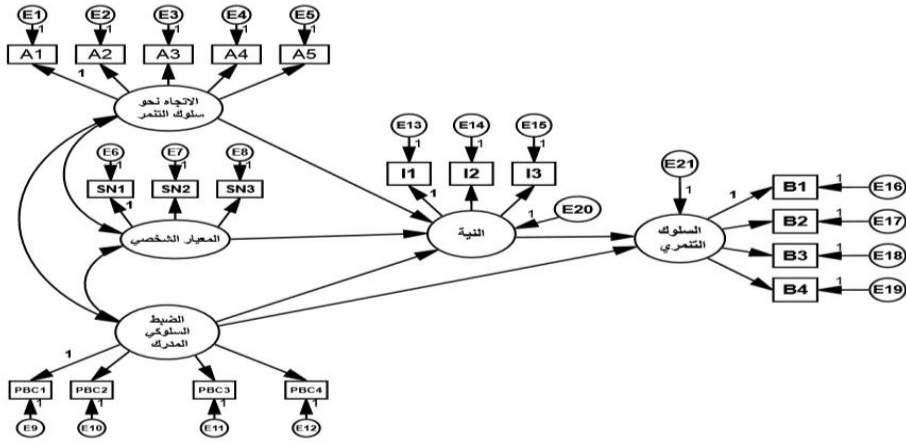 E1 E2 E3 E4 E5
1 1 1 1 1
A1 A2 A3 A4 A5
1
الاتجاه نحو
سلوك التنمر
E6 E7 E8
1 1 1
SN1 SN2 SN3
1
المعيار الشخصي
E13 E14 E15
1 1 1
I1 I2 I3
1
النية
1 E20
E21
1
السلوك
التنمري
1 B1 1 E16
B2 1 E17
B3 1 E18
B4 1 E19
الضبط
السلوكي
المدرك
1
PBC1 PBC2 PBC3 PBC4
1 1 1 1
E9 E10 E11 E12